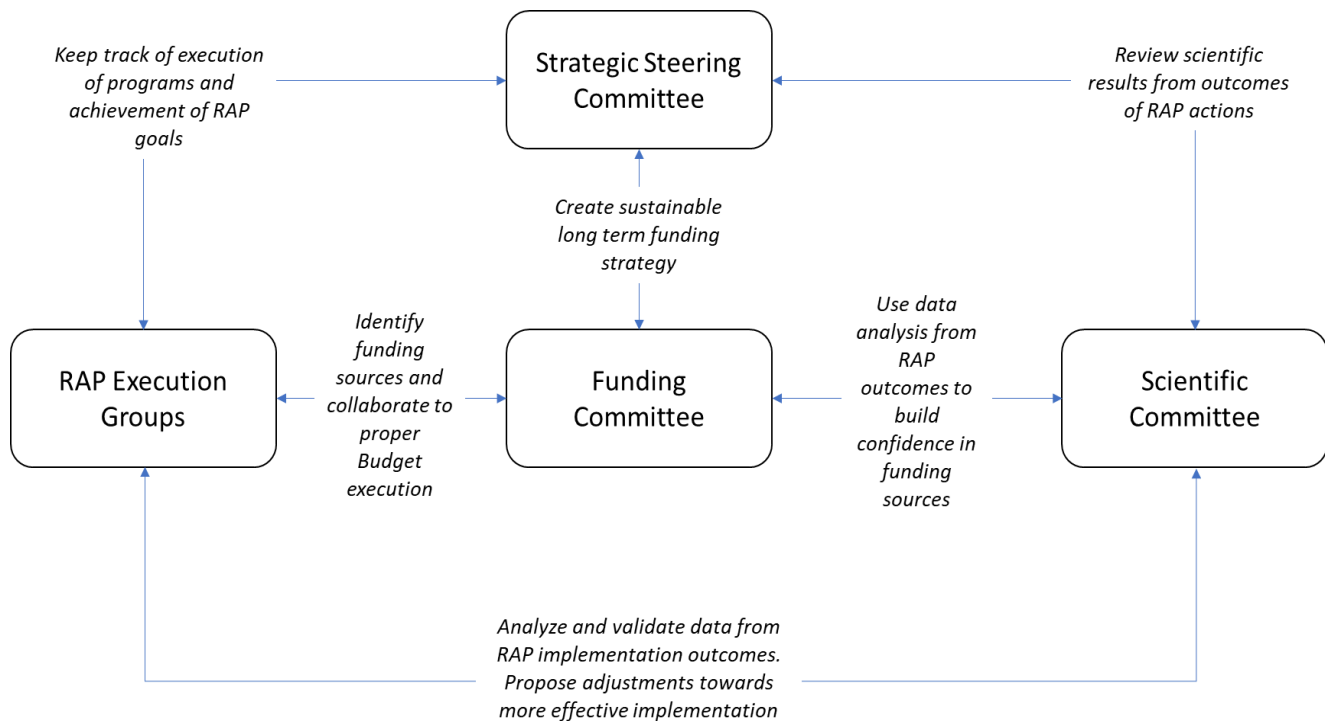 Keep track of execution
of programs and
achievement of RAP
goals
Strategic Steering
Committee
Review scientific
results from outcomes
of RAP actions
Create sustainable
long term funding
strategy
RAP Execution
Groups
Identify
funding
sources and
collaborate to
proper
Budget
execution
Funding
Committee
Use data
analysis from
RAP
outcomes to
build
confidence in
funding
sources
Scientific
Committee
Analyze and validate data from
RAP implementation outcomes.
Propose adjustments towards
more effective implementation